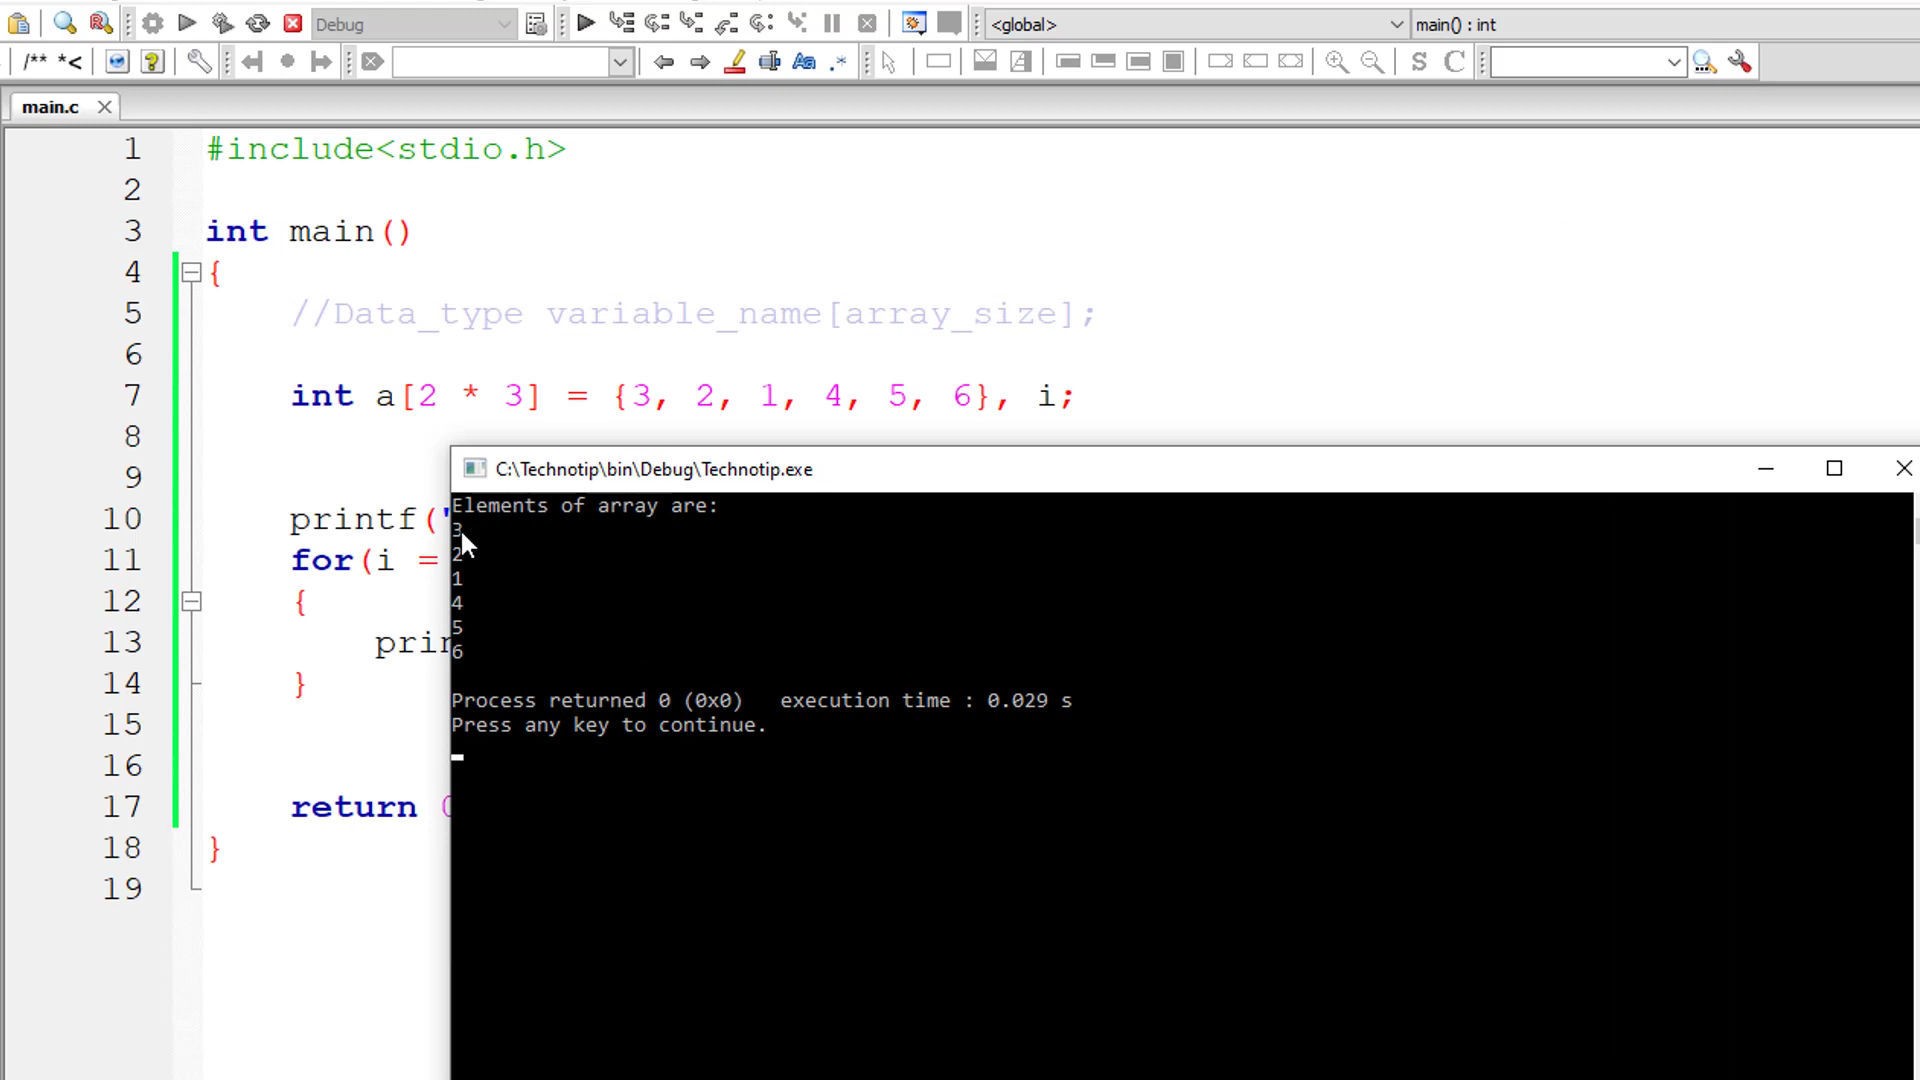 Debug
<global>
main() : int
/** *<
main.c
1 #include<stdio.h>
2
3 int main()
4 {
5 //Data_type variable_name[array_size];
6
7 int a[2 * 3] = {3, 2, 1, 4, 5, 6}, i;
8
9
10 printf("
11 for(i =
12 {
13 prin
14 }
15
16
17 return 0
18 }
19
C:\Technotip\bin\Debug\Technotip.exe
Elements of array are:
3
2
1
4
5
6
Process returned 0 (0x0)   execution time : 0.029 s
Press any key to continue.